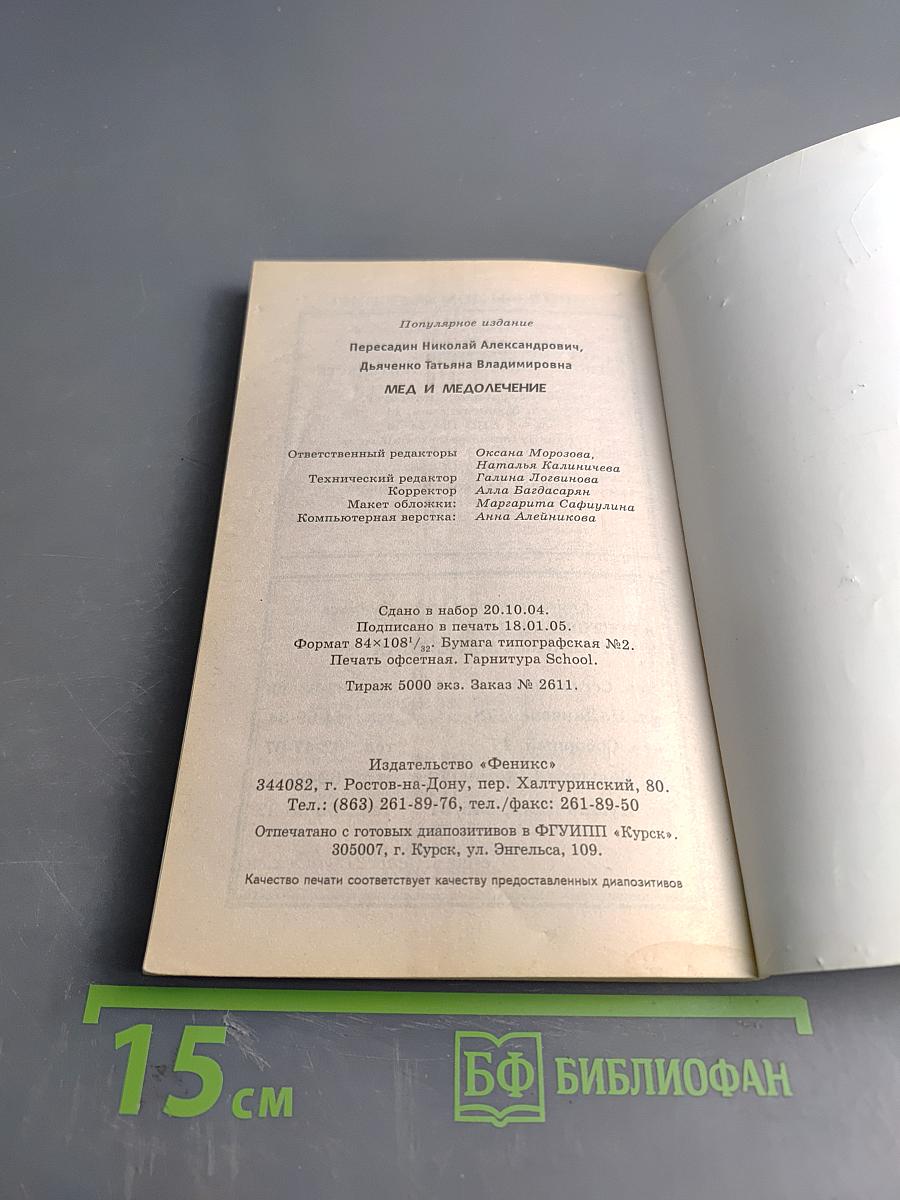 Популярное издание
Пересадин Николай Александрович,
Дьяченко Татьяна Владимировна
МЕД И МЕДОЛЕЧЕНИЕ
Ответственный редакторы Оксана Морозова,
Наталья Калиничева
Технический редактор Галина Логвинова
Корректор Алла Багдасарян
Макет обложки: Маргарита Сафиулина
Компьютерная верстка: Анна Алейникова
Сдано в набор 20.10.04.
Подписано в печать 18.01.05.
Формат 84×108¹/₃₂. Бумага типографская №2.
Печать офсетная. Гарнитура School.
Тираж 5000 экз. Заказ № 2611.
Издательство «Феникс»
344082, г. Ростов-на-Дону, пер. Халтуринский, 80.
Тел.: (863) 261-89-76, тел./факс: 261-89-50
Отпечатано с готовых диапозитивов в ФГУИПП «Курск».
305007, г. Курск, ул. Энгельса, 109.
Качество печати соответствует качеству предоставленных диапозитивов
15 см
БФ БИБЛИОФАН